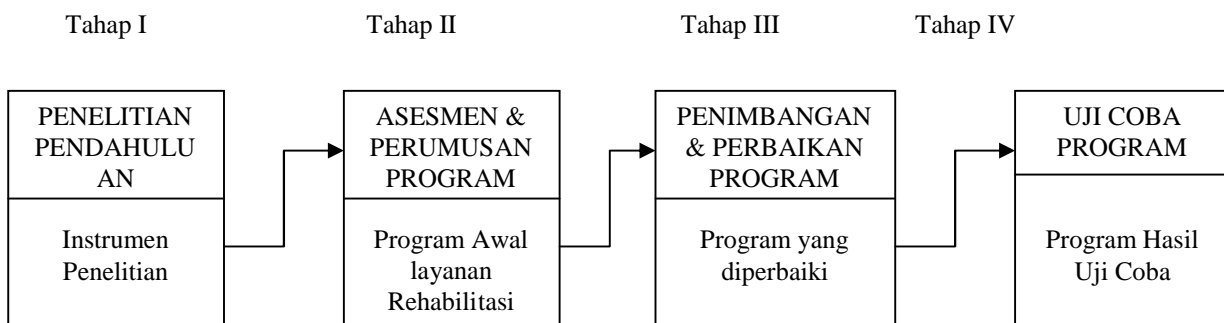 Tahap I
Tahap II
Tahap III
Tahap IV
PENELITIAN
PENDAHULU
AN
Instrumen
Penelitian
ASESMEN &
PERUMUSAN
PROGRAM
Program Awal
layanan
Rehabilitasi
PENIMBANGAN
& PERBAIKAN
PROGRAM
Program yang
diperbaiki
UJI COBA
PROGRAM
Program Hasil
Uji Coba